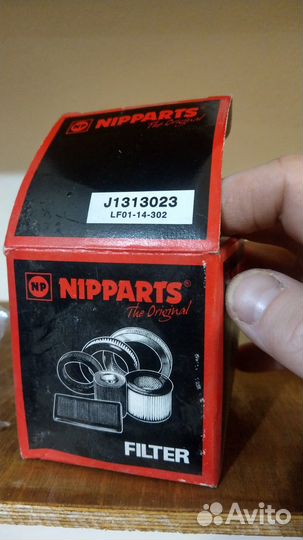 NP NIPPARTS
The Original
J1313023
LF01-14-302
NP NIPPARTS®
The Original
FILTER
Avito